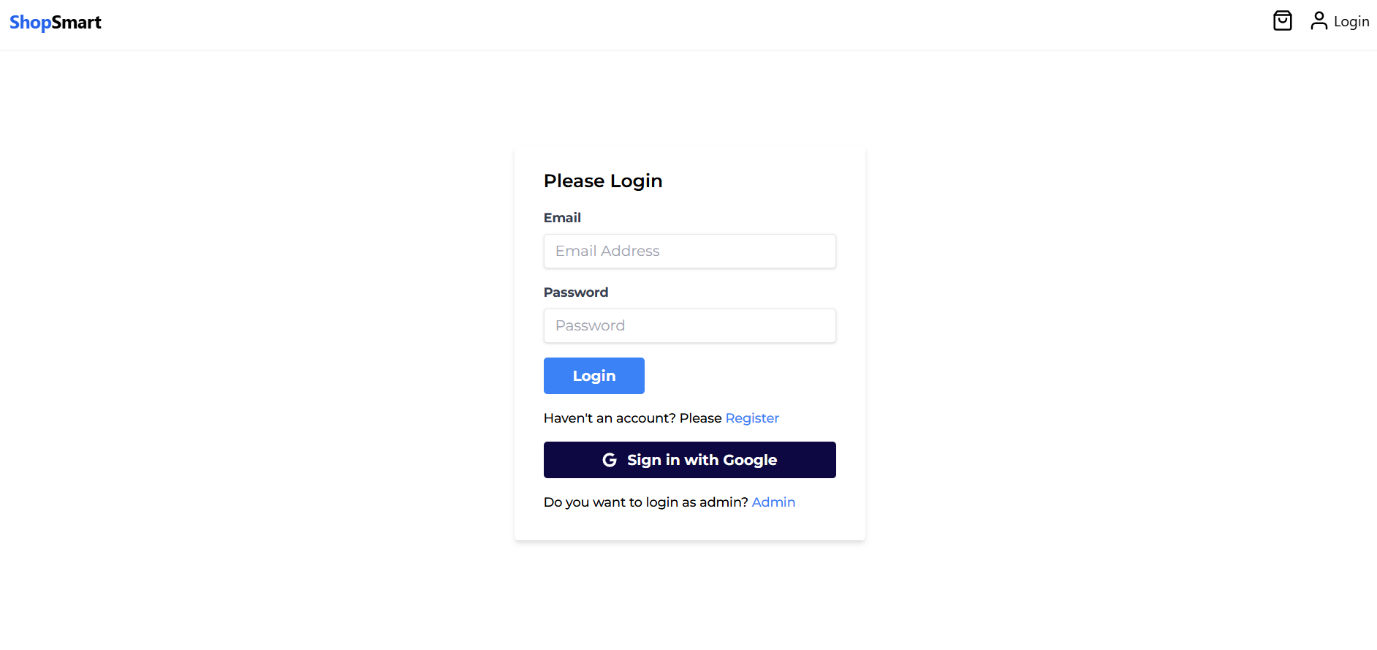 ShopSmart
Login
Please Login
Email
Email Address
Password
Password
Login
Haven't an account? Please Register
G Sign in with Google
Do you want to login as admin? Admin